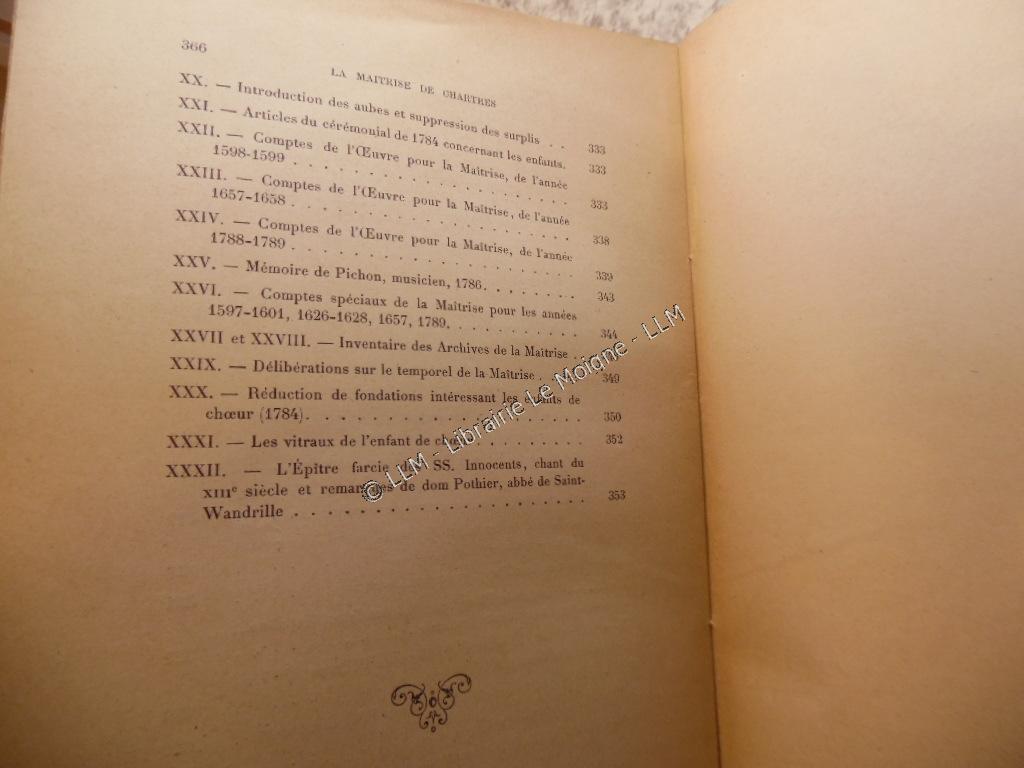 366
LA MAITRISE DE CHARTRES
XX. — Introduction des aubes et suppression des surplis . . 333
XXI. — Articles du cérémonial de 1784 concernant les enfants. 333
XXII. — Comptes de l'Œuvre pour la Maîtrise, de l'année
1598-1599 . . . . . . . . . . . . . . . . 333
XXIII. — Comptes de l'Œuvre pour la Maîtrise, de l'année
1657-1658 . . . . . . . . . . . . . . . . 338
XXIV. — Comptes de l'Œuvre pour la Maîtrise, de l'année
1788-1789 . . . . . . . . . . . . . . . . 339
XXV. — Mémoire de Pichon, musicien, 1786. . . . . . . . 343
XXVI. — Comptes spéciaux de la Maîtrise pour les années
1597-1601, 1626-1628, 1657, 1789. . . . . . . . 344
XXVII et XXVIII. — Inventaire des Archives de la Maîtrise .
XXIX. — Délibérations sur le temporel de la Maîtrise . . . 349
XXX. — Réduction de fondations intéressant les enfants de
chœur (1784). . . . . . . . . . . . . . . . 350
XXXI. — Les vitraux de l'enfant de chœur . . . . . . . . 352
XXXII. — L'Épître farcie des SS. Innocents, chant du
XIIIe siècle et remarques de dom Pothier, abbé de Saint-
Wandrille . . . . . . . . . . . . . . . . 353
© LLM - Librairie Le Moigne - LLM